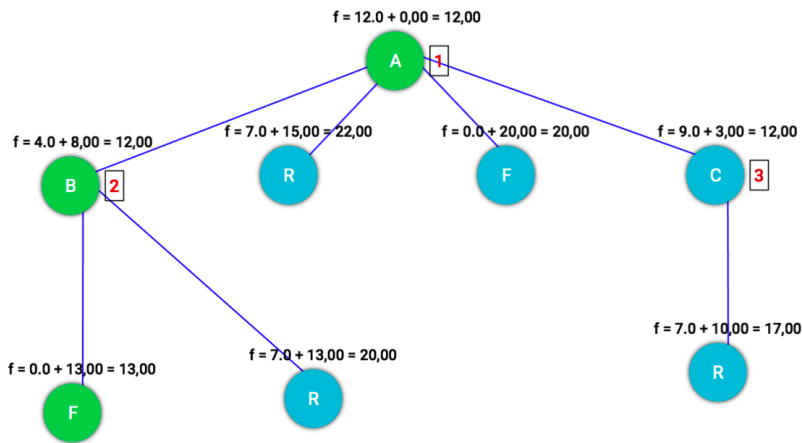 f = 12.0 + 0,00 = 12,00
A
1
f = 4.0 + 8,00 = 12,00
f = 7.0 + 15,00 = 22,00
f = 0.0 + 20,00 = 20,00
f = 9.0 + 3,00 = 12,00
B
2
R
F
C
3
f = 0.0 + 13,00 = 13,00
f = 7.0 + 13,00 = 20,00
f = 7.0 + 10,00 = 17,00
F
R
R